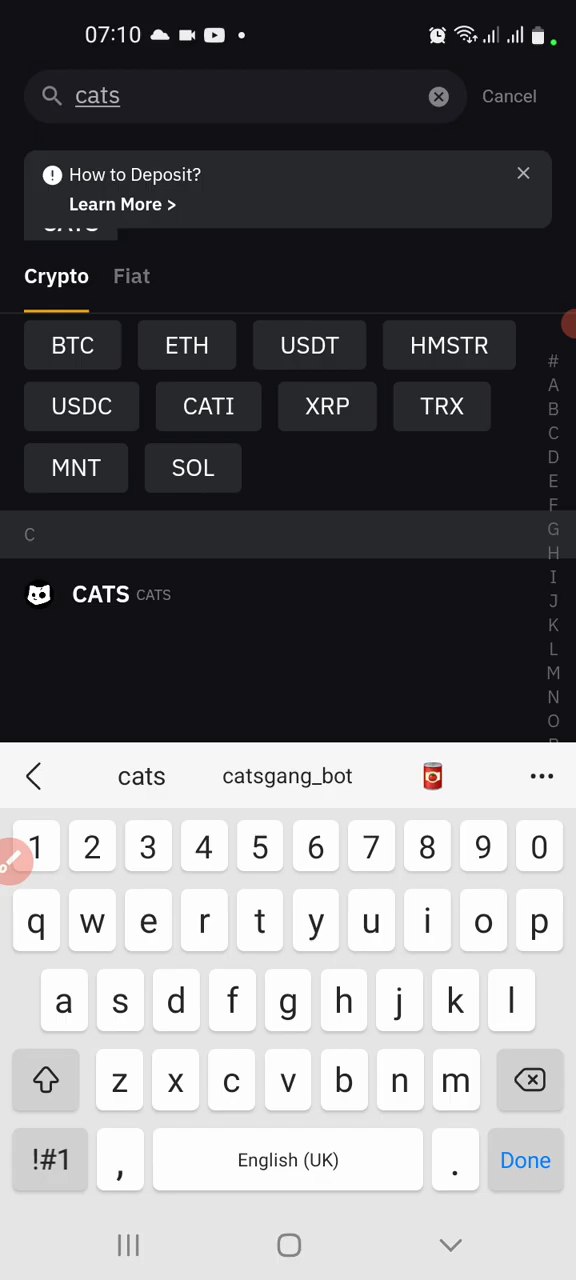 07:10
cats
Cancel
How to Deposit?
Learn More >
CATS
Crypto Fiat
BTC ETH USDT HMSTR
USDC CATI XRP TRX
MNT SOL
#
A
B
C
D
E
F
G
H
I
J
K
L
M
N
O
C
CATS CATS
cats catsgang_bot
1 2 3 4 5 6 7 8 9 0
q w e r t y u i o p
a s d f g h j k l
z x c v b n m
!#1 , English (UK) . Done